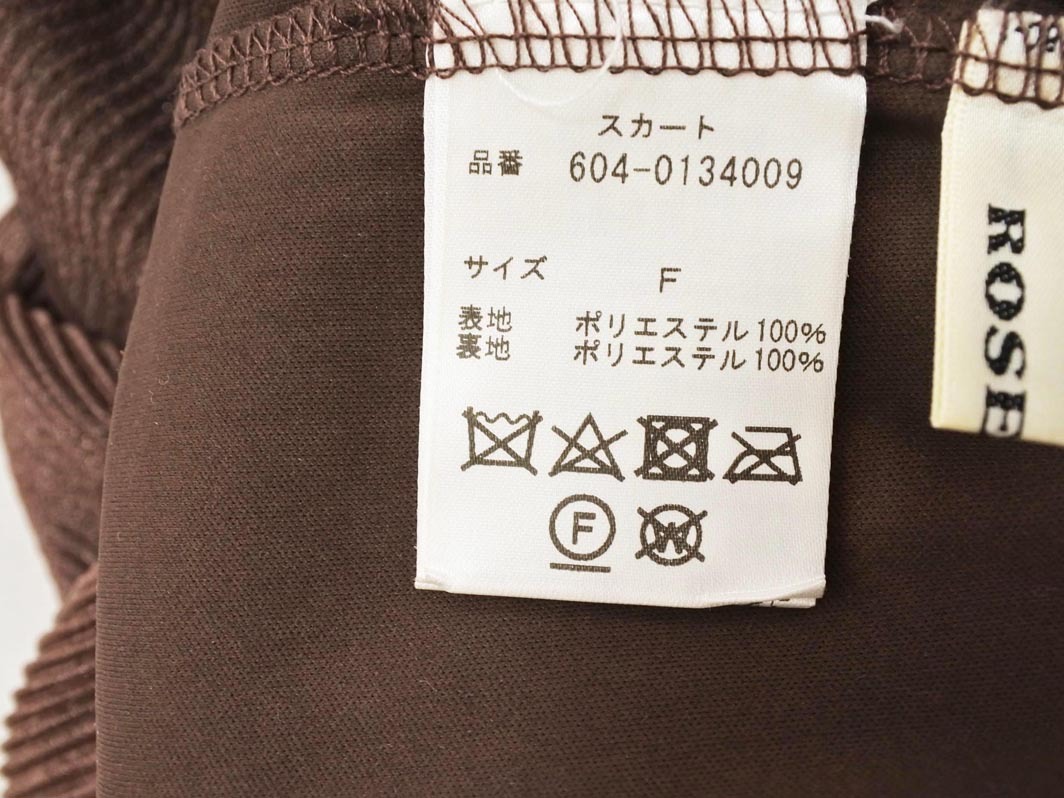 スカート
品番 604-0134009
サイズ F
表地 ポリエステル100%
裏地 ポリエステル100%
F
W
ROSE